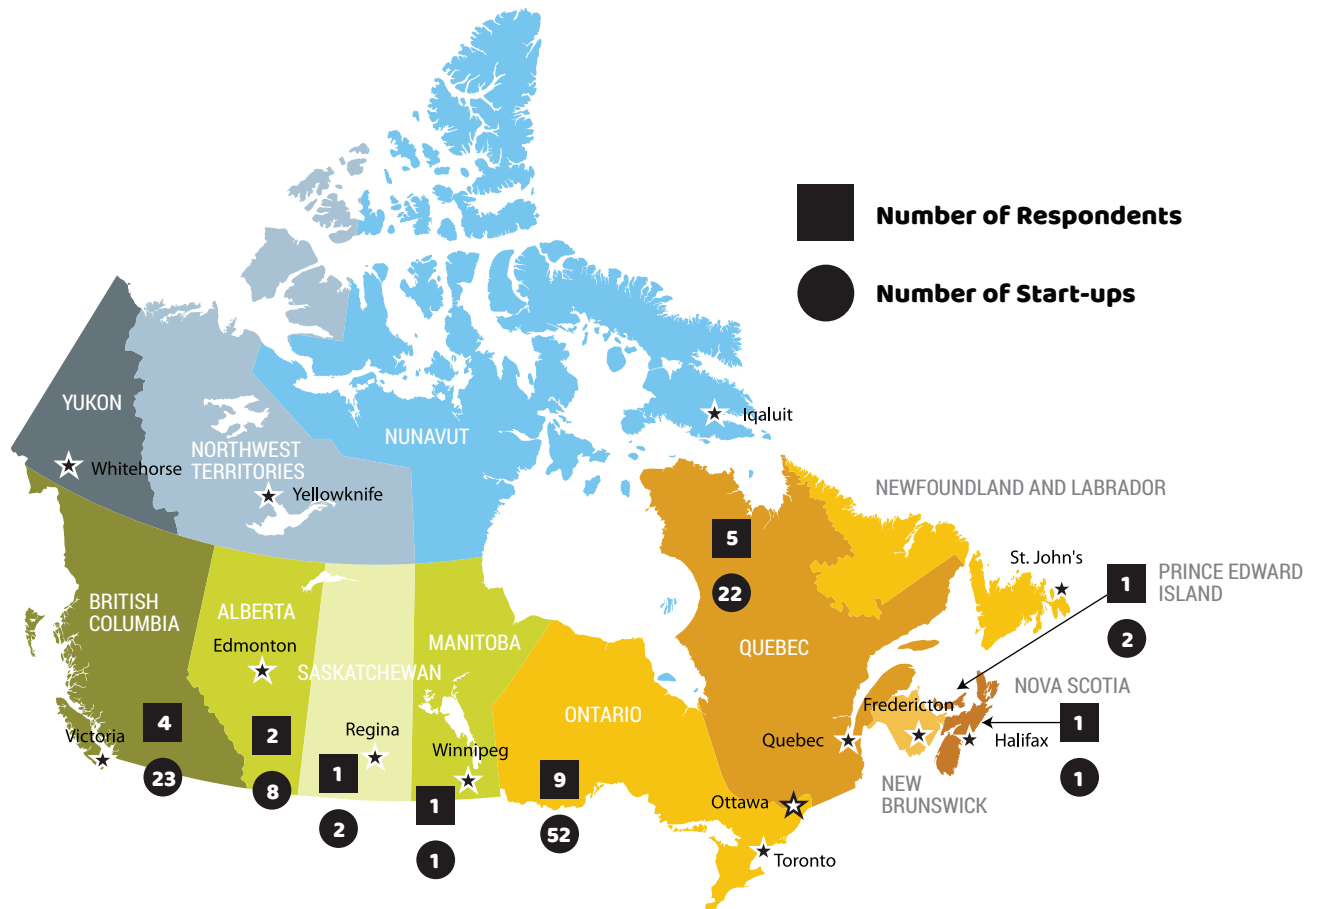 Number of Respondents
Number of Start-ups
YUKON
Whitehorse
NORTHWEST
TERRITORIES
Yellowknife
NUNAVUT
Iqaluit
NEWFOUNDLAND AND LABRADOR
St. John's
1
PRINCE EDWARD
ISLAND
2
BRITISH
COLUMBIA
Victoria
4
23
ALBERTA
Edmonton
2
8
SASKATCHEWAN
Regina
1
2
MANITOBA
Winnipeg
1
1
ONTARIO
9
52
Ottawa
Toronto
5
22
QUEBEC
Quebec
Fredericton
NEW
BRUNSWICK
NOVA SCOTIA
Halifax
1
1